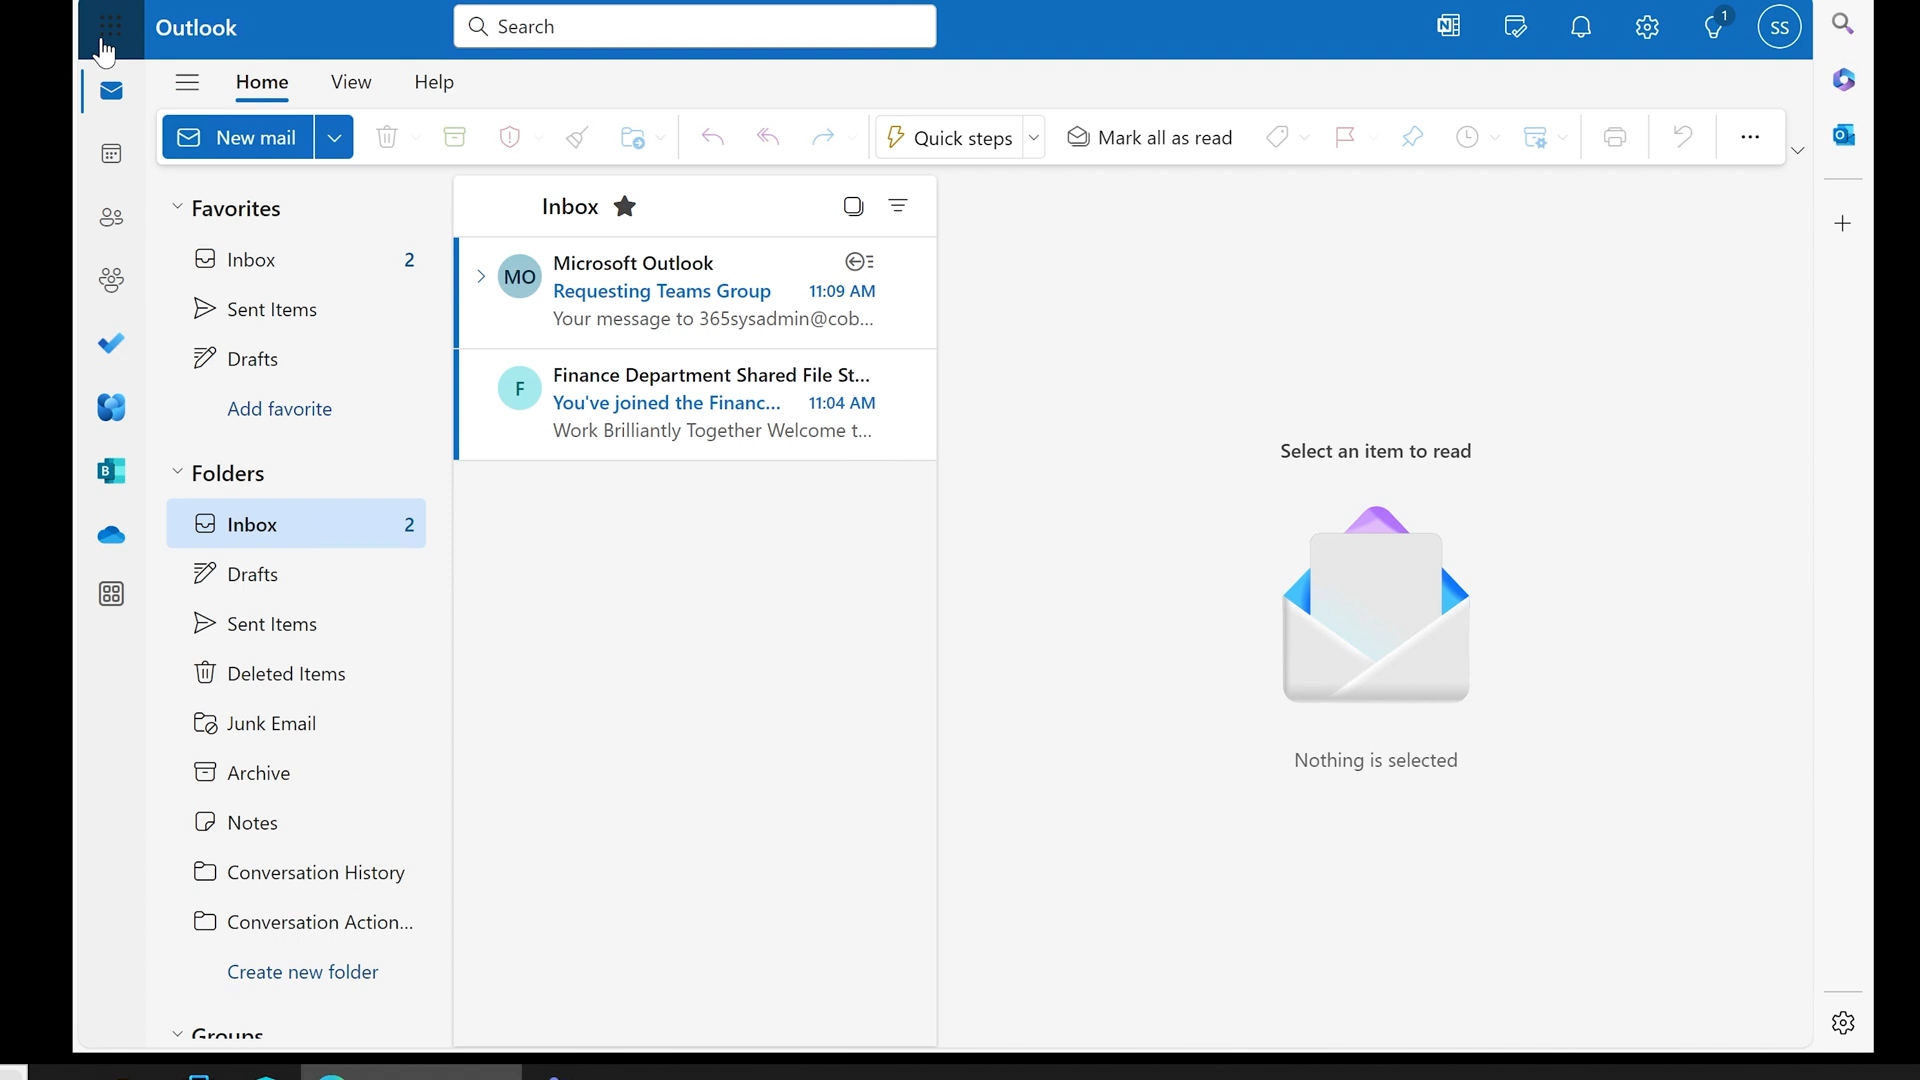 Outlook
Search
1
SS
Home
View
Help
New mail
Quick steps
Mark all as read
Favorites
Inbox 2
Sent Items
Drafts
Add favorite
Folders
Inbox 2
Drafts
Sent Items
Deleted Items
Junk Email
Archive
Notes
Conversation History
Conversation Action...
Create new folder
Groups
Inbox
MO
Microsoft Outlook
Requesting Teams Group 11:09 AM
Your message to 365sysadmin@cob...
F
Finance Department Shared File St...
You've joined the Financ... 11:04 AM
Work Brilliantly Together Welcome t...
Select an item to read
Nothing is selected